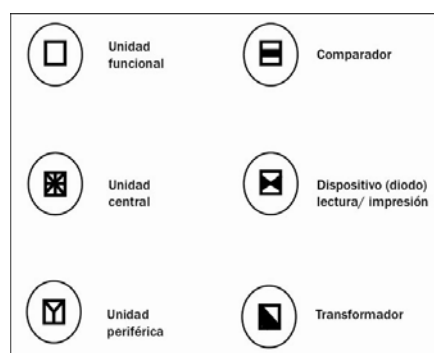 Unidad
funcional
Comparador
Unidad
central
Dispositivo (diodo)
lectura/ impresión
Unidad
periférica
Transformador